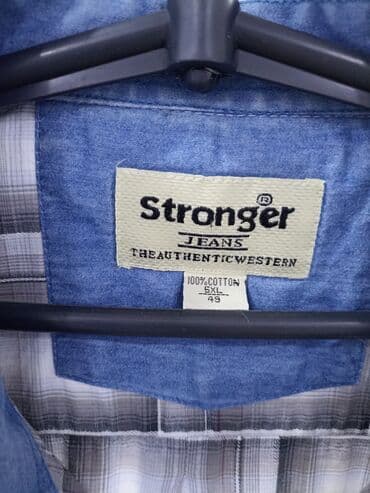 Stronger ®
JEANS
THEAUTHENTICWESTERN
100%COTTON
5XL
49